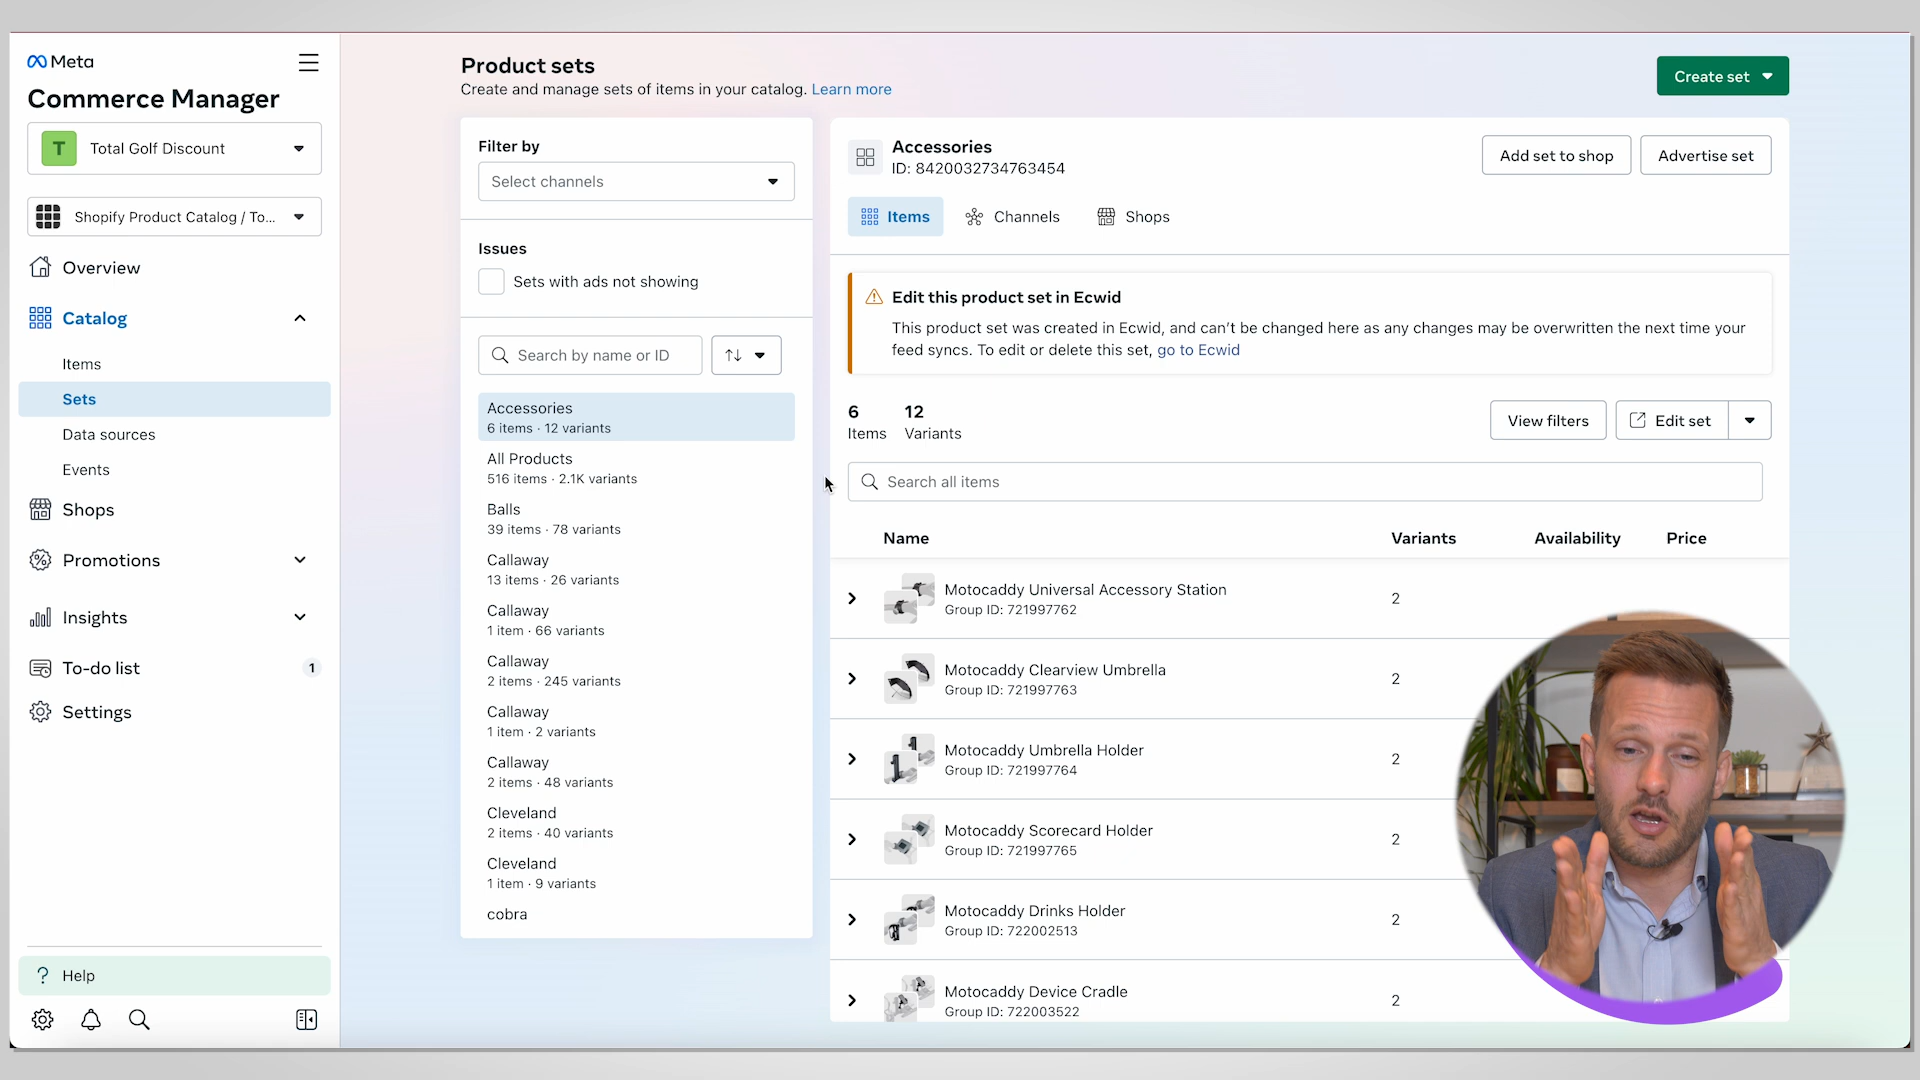 Meta
Commerce Manager
T Total Golf Discount
Shopify Product Catalog / To...
Overview
Catalog
Items
Sets
Data sources
Events
Shops
Promotions
Insights
To-do list 1
Settings
? Help
Product sets
Create and manage sets of items in your catalog. Learn more
Create set
Filter by
Select channels
Issues
Sets with ads not showing
Search by name or ID
Accessories
6 items · 12 variants
All Products
516 items · 2.1K variants
Balls
39 items · 78 variants
Callaway
13 items · 26 variants
Callaway
1 item · 66 variants
Callaway
2 items · 245 variants
Callaway
1 item · 2 variants
Callaway
2 items · 48 variants
Cleveland
2 items · 40 variants
Cleveland
1 item · 9 variants
cobra
Accessories
ID: 8420032734763454
Add set to shop
Advertise set
Items
Channels
Shops
Edit this product set in Ecwid
This product set was created in Ecwid, and can't be changed here as any changes may be overwritten the next time your
feed syncs. To edit or delete this set, go to Ecwid
6 12
Items Variants
View filters
Edit set
Search all items
Name Variants Availability Price
Motocaddy Universal Accessory Station 2
Group ID: 721997762
Motocaddy Clearview Umbrella 2
Group ID: 721997763
Motocaddy Umbrella Holder 2
Group ID: 721997764
Motocaddy Scorecard Holder 2
Group ID: 721997765
Motocaddy Drinks Holder 2
Group ID: 722002513
Motocaddy Device Cradle 2
Group ID: 722003522